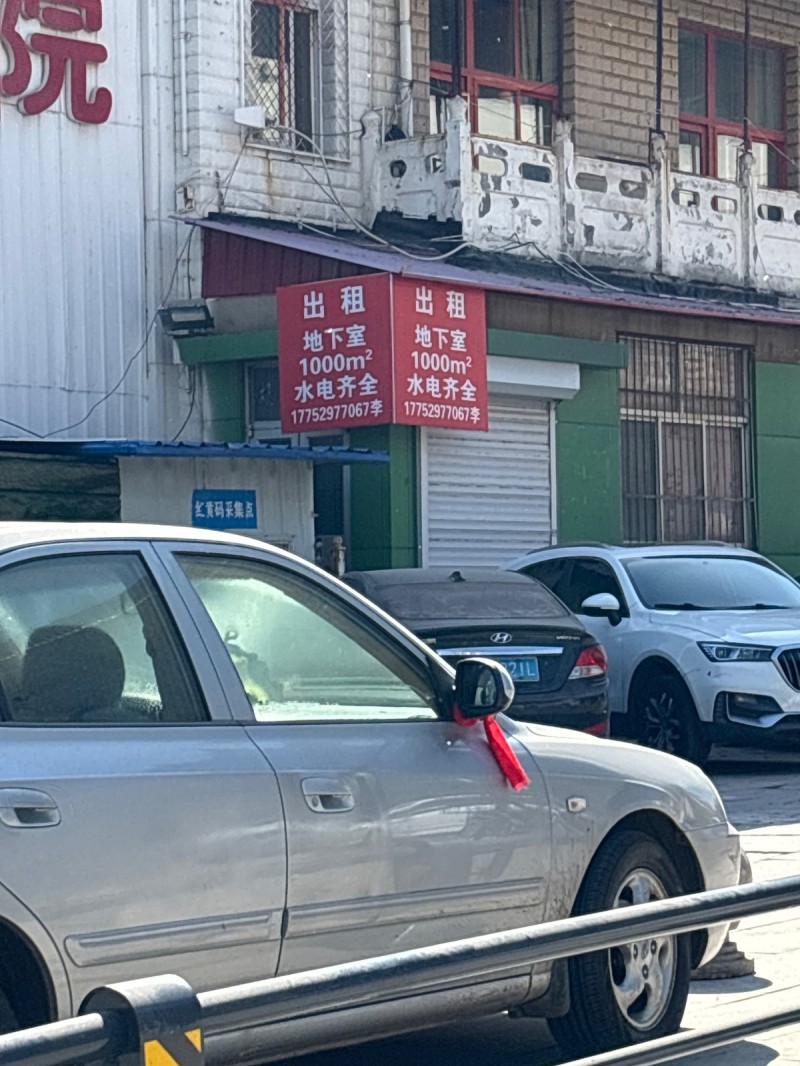 院
出租
地下室
1000m²
水电齐全
17752977067李
出租
地下室
1000m²
水电齐全
17752977067李
红黄码采集点